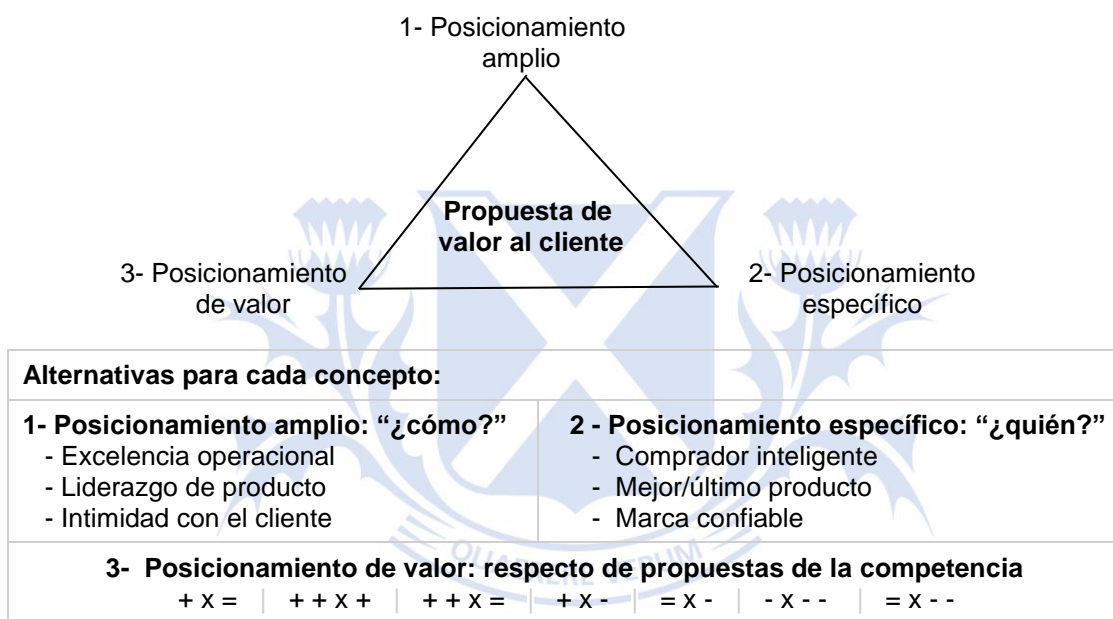 1- Posicionamiento
amplio
Propuesta de
valor al cliente
3- Posicionamiento
de valor
2- Posicionamiento
específico
Alternativas para cada concepto:
1- Posicionamiento amplio: “¿cómo?”
- Excelencia operacional
- Liderazgo de producto
- Intimidad con el cliente
2 - Posicionamiento específico: “¿quién?”
- Comprador inteligente
- Mejor/último producto
- Marca confiable
3- Posicionamiento de valor: respecto de propuestas de la competencia
+ x = | + + x + | + + x = | + x - | = x - | - x - - | = x - -